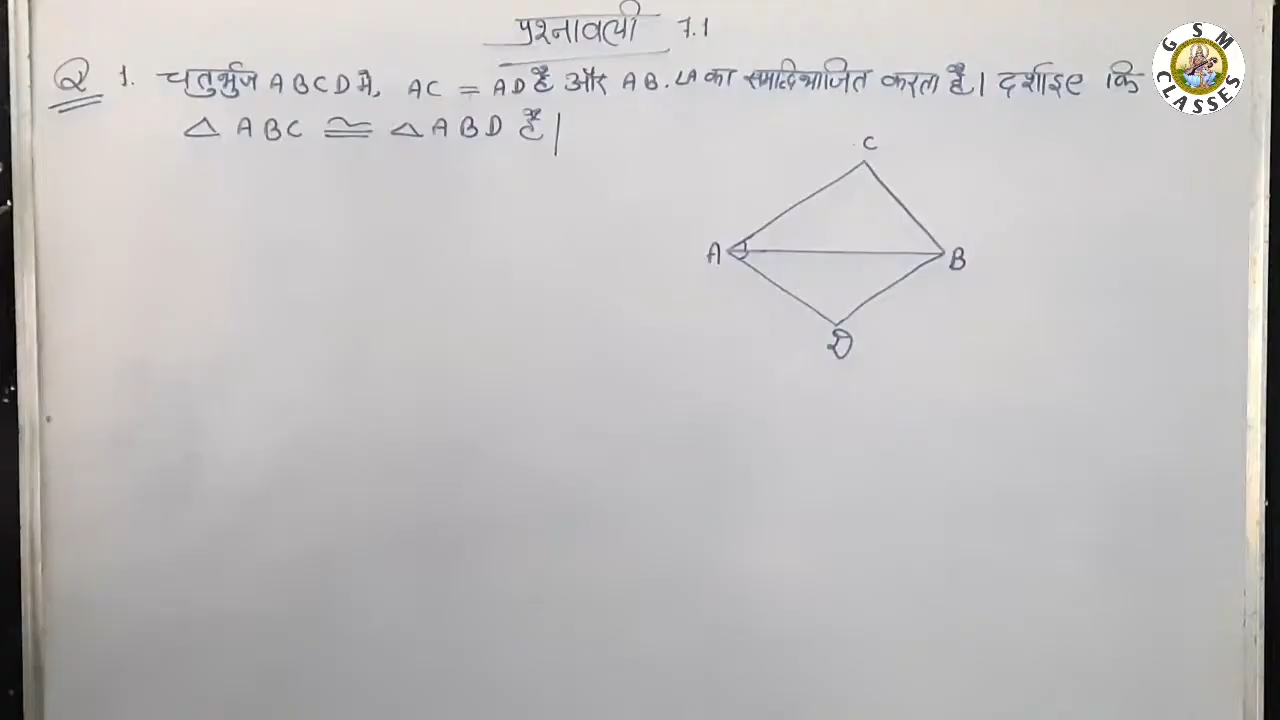 प्रश्नावली 7.1
Q 1. चतुर्भुज ABCD में, AC = AD है और AB, ∠A का समद्विभाजित करता है। दर्शाइए कि
△ ABC ≅ △ ABD है।
C
A
B
D
GSM
CLASSES